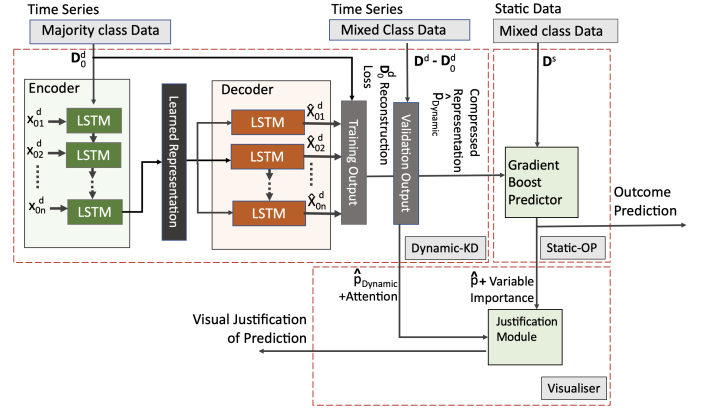 Time Series
Majority class Data
Time Series
Mixed Class Data
Static Data
Mixed class Data
D₀ᵈ
Dᵈ - D₀ᵈ
Dˢ
Encoder
x₀₁ᵈ
LSTM
x₀₂ᵈ
LSTM
x₀ₙᵈ
LSTM
Learned Representation
Decoder
LSTM
X̂₀₁ᵈ
LSTM
X̂₀₂ᵈ
LSTM
X̂₀ₙᵈ
Training Output
D₀ᵈ Reconstruction
Loss
Validation Output
Compressed
Representation
p̂Dynamic
Gradient
Boost
Predictor
Outcome
Prediction
Dynamic-KD
Static-OP
p̂Dynamic
+Attention
p̂+ Variable
Importance
Justification
Module
Visual Justification
of Prediction
Visualiser